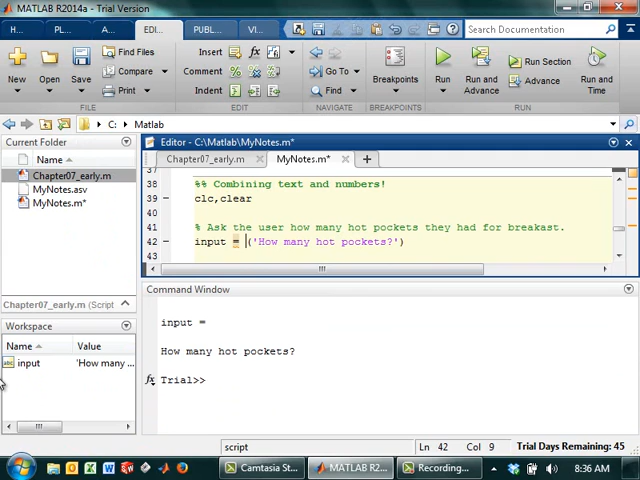 MATLAB R2014a - Trial Version
H...
P...
A...
EDI...
PUBL...
VI...
Search Documentation
New
Open
Save
Find Files
Compare
Print
Insert
fx
Comment
Indent
Go To
Find
Breakpoints
Run
Run and
Advance
Run Section
Advance
Run and
Time
FILE
EDIT
NAVIGATE
BREAKPOINTS
RUN
C:
Matlab
Current Folder
Name
Chapter07_early.m
MyNotes.asv
MyNotes.m*
Chapter07_early.m (Script
Workspace
Name
Value
abc
input
'How many ...
Editor - C:\Matlab\MyNotes.m*
Chapter07_early.m
MyNotes.m*
37
38 %% Combining text and numbers!
39 clc,clear
40
41 % Ask the user how many hot pockets they had for breakast.
42 input = ('How many hot pockets?')
43
Command Window
input =
How many hot pockets?
fx Trial>>
script
Ln 42 Col 9
Trial Days Remaining: 45
Camtasia St...
MATLAB R2...
Recording...
8:36 AM